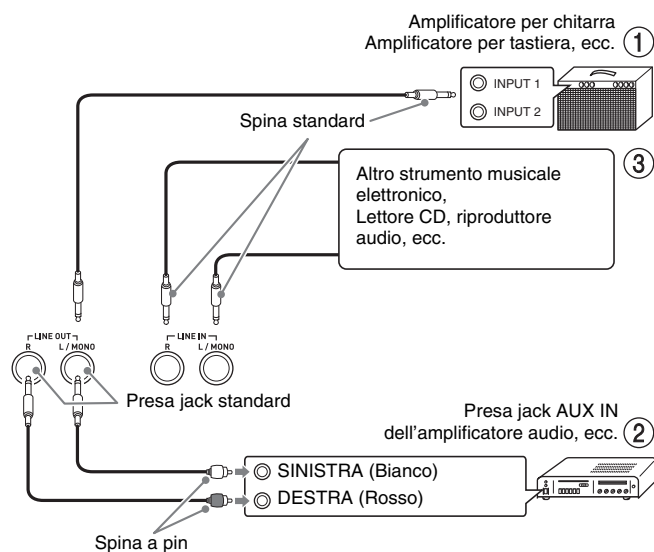 Amplificatore per chitarra
Amplificatore per tastiera, ecc.
①
INPUT 1
INPUT 2
Spina standard
Altro strumento musicale
elettronico,
Lettore CD, riproduttore
audio, ecc.
③
LINE OUT
R
L / MONO
LINE IN
R
L / MONO
Presa jack standard
Presa jack AUX IN
dell'amplificatore audio, ecc.
②
SINISTRA (Bianco)
DESTRA (Rosso)
Spina a pin